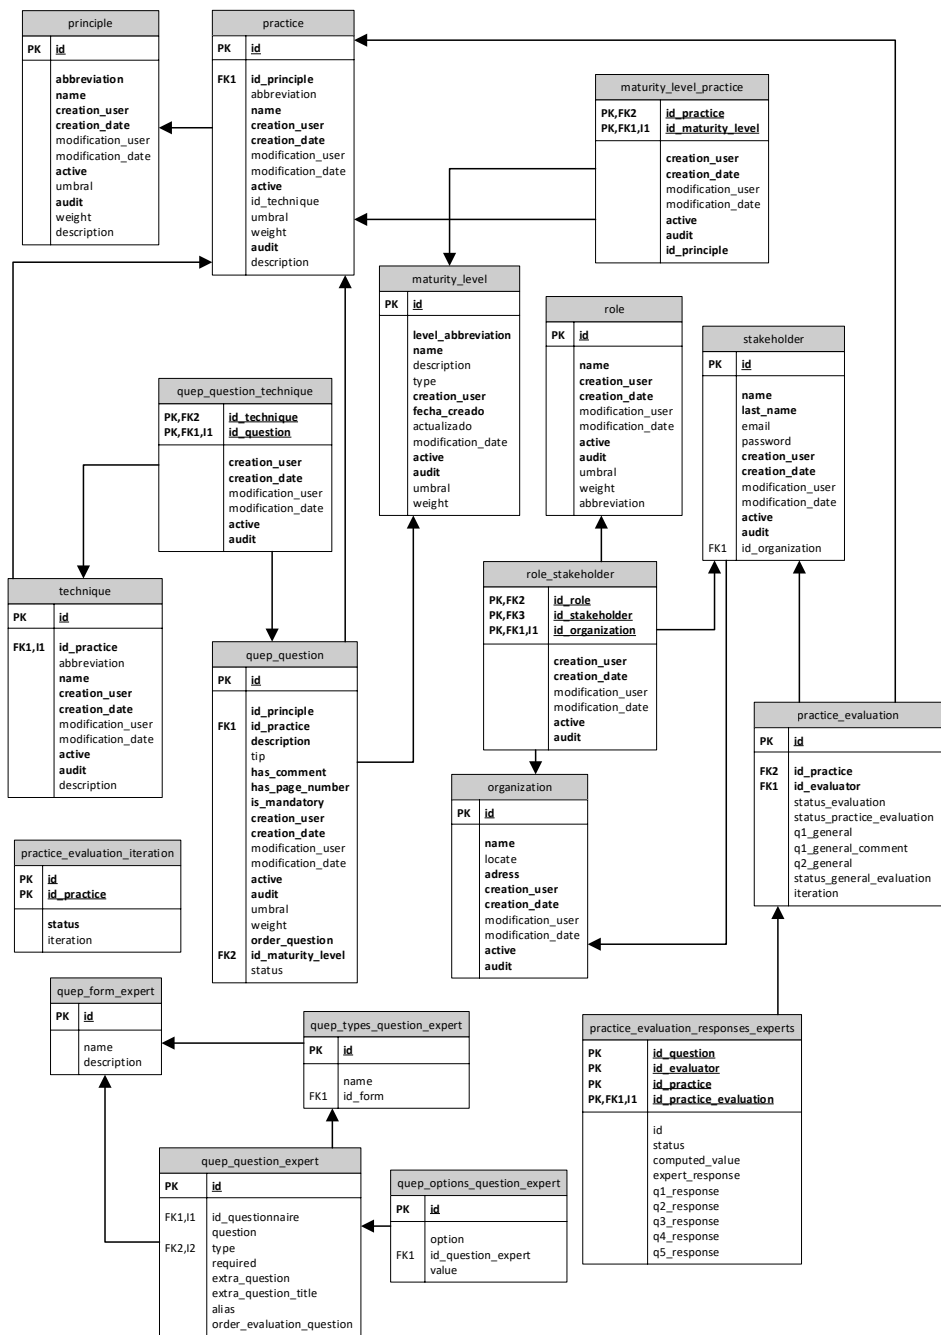 principle
PK id
abbreviation
name
creation_user
creation_date
modification_user
modification_date
active
umbral
audit
weight
description
practice
PK id
FK1 id_principle
abbreviation
name
creation_user
creation_date
modification_user
modification_date
active
id_technique
umbral
weight
audit
description
maturity_level_practice
PK,FK2 id_practice
PK,FK1,I1 id_maturity_level
creation_user
creation_date
modification_user
modification_date
active
audit
id_principle
maturity_level
PK id
level_abbreviation
name
description
type
creation_user
fecha_creado
actualizado
modification_date
active
audit
umbral
weight
role
PK id
name
creation_user
creation_date
modification_user
modification_date
active
audit
umbral
weight
abbreviation
stakeholder
PK id
name
last_name
email
password
creation_user
creation_date
modification_user
modification_date
active
audit
FK1 id_organization
quep_question_technique
PK,FK2 id_technique
PK,FK1,I1 id_question
creation_user
creation_date
modification_user
modification_date
active
audit
technique
PK id
FK1,I1 id_practice
abbreviation
name
creation_user
creation_date
modification_user
modification_date
active
audit
description
quep_question
PK id
id_principle
FK1 id_practice
description
tip
has_comment
has_page_number
is_mandatory
creation_user
creation_date
modification_user
modification_date
active
audit
umbral
weight
order_question
FK2 id_maturity_level
status
role_stakeholder
PK,FK2 id_role
PK,FK3 id_stakeholder
PK,FK1,I1 id_organization
creation_user
creation_date
modification_user
modification_date
active
audit
practice_evaluation
PK id
FK2 id_practice
FK1 id_evaluator
status_evaluation
status_practice_evaluation
q1_general
q1_general_comment
q2_general
status_general_evaluation
iteration
organization
PK id
name
locate
adress
creation_user
creation_date
modification_user
modification_date
active
audit
practice_evaluation_iteration
PK id
PK id_practice
status
iteration
quep_form_expert
PK id
name
description
quep_types_question_expert
PK id
name
FK1 id_form
practice_evaluation_responses_experts
PK id_question
PK id_evaluator
PK id_practice
PK,FK1,I1 id_practice_evaluation
id
status
computed_value
expert_response
q1_response
q2_response
q3_response
q4_response
q5_response
quep_question_expert
PK id
FK1,I1 id_questionnaire
question
FK2,I2 type
required
extra_question
extra_question_title
alias
order_evaluation_question
quep_options_question_expert
PK id
option
FK1 id_question_expert
value